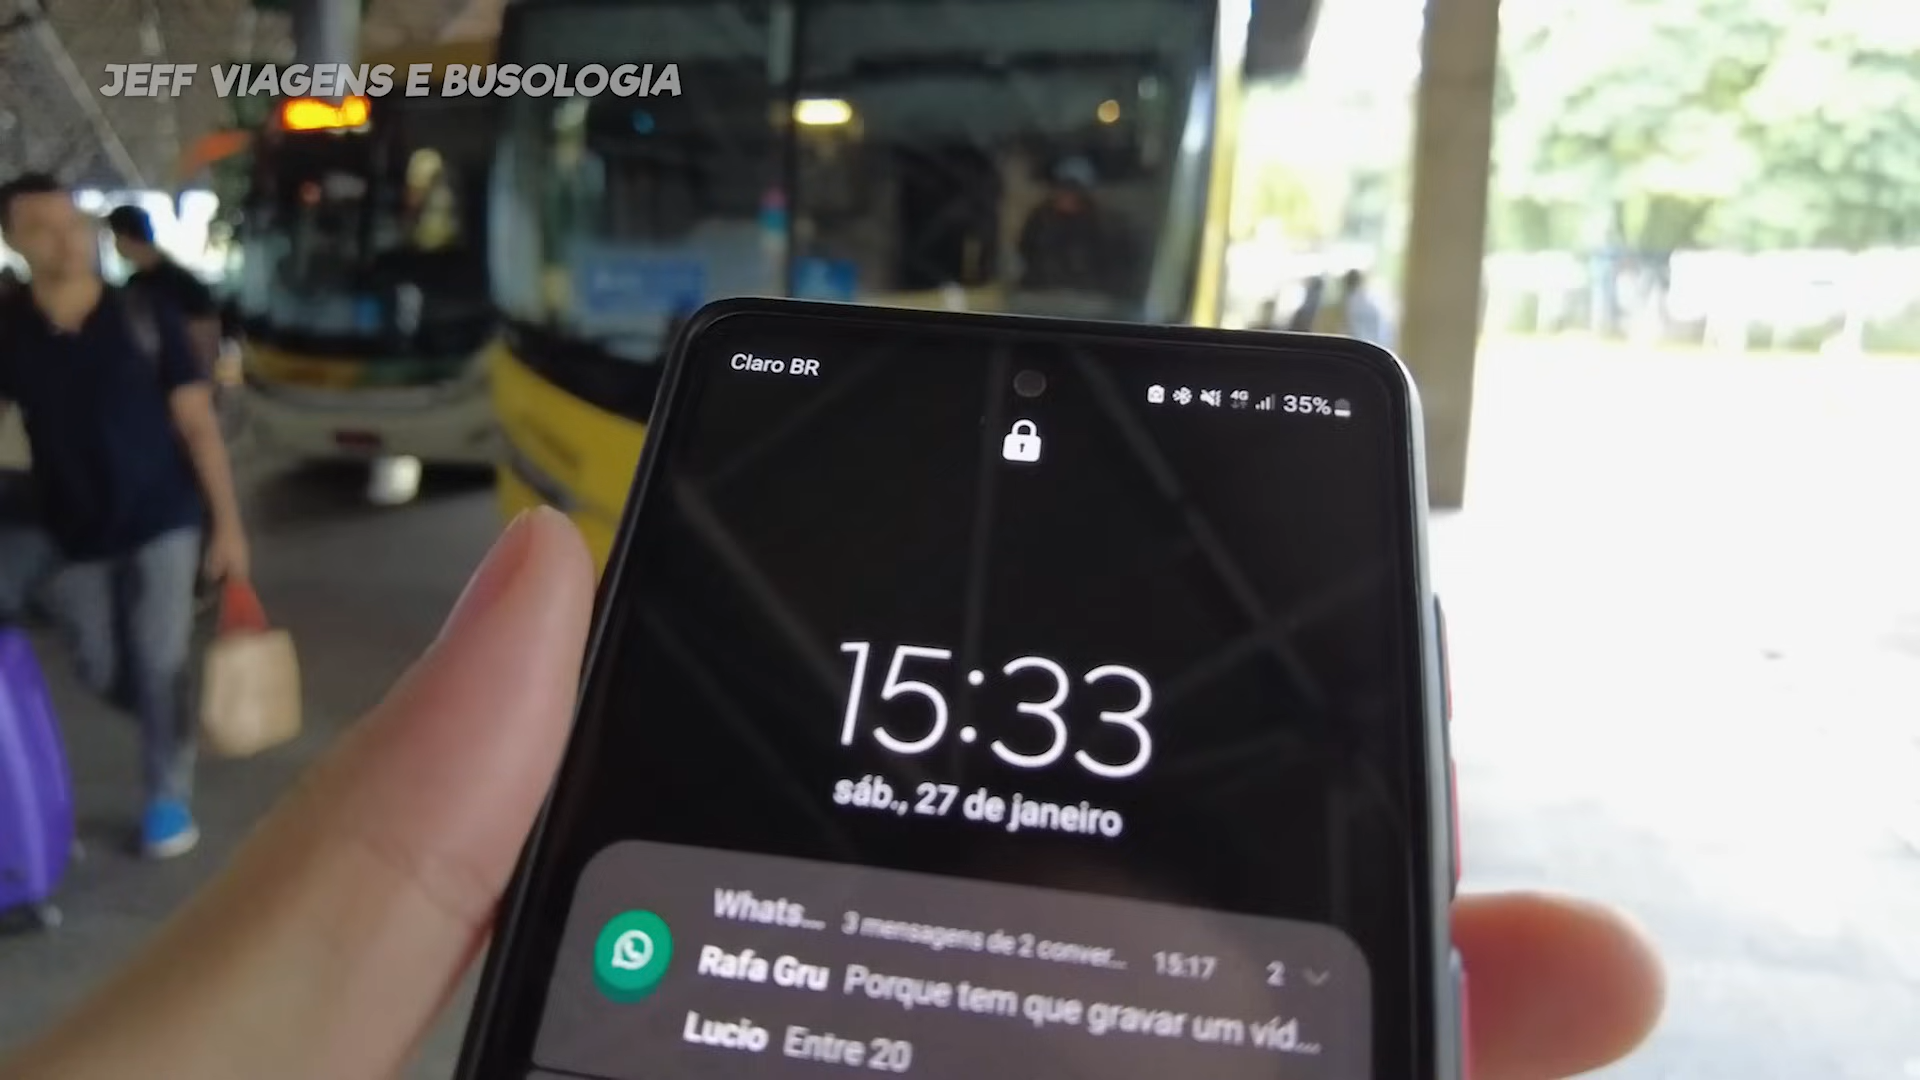 JEFF VIAGENS E BUSOLOGIA
Claro BR
4G 35%
15:33
sáb., 27 de janeiro
Whats... 3 mensagens de 2 conver... 15:17 2
Rafa Gru Porque tem que gravar um víd...
Lucio Entre 20